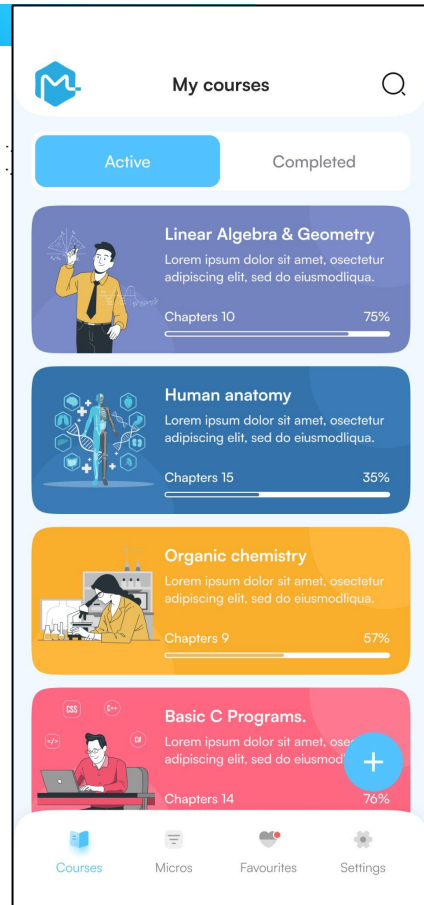 My courses
Active
Completed
Linear Algebra & Geometry
Lorem ipsum dolor sit amet, osectetur
adipiscing elit, sed do eiusmodliqua.
Chapters 10
75%
Human anatomy
Lorem ipsum dolor sit amet, osectetur
adipiscing elit, sed do eiusmodliqua.
Chapters 15
35%
Organic chemistry
Lorem ipsum dolor sit amet, osectetur
adipiscing elit, sed do eiusmodliqua.
Chapters 9
57%
CSS
C++
</>
C#
Basic C Programs.
Lorem ipsum dolor sit amet, ose
adipiscing elit, sed do eiusmod
Chapters 14
76%
Courses
Micros
Favourites
Settings